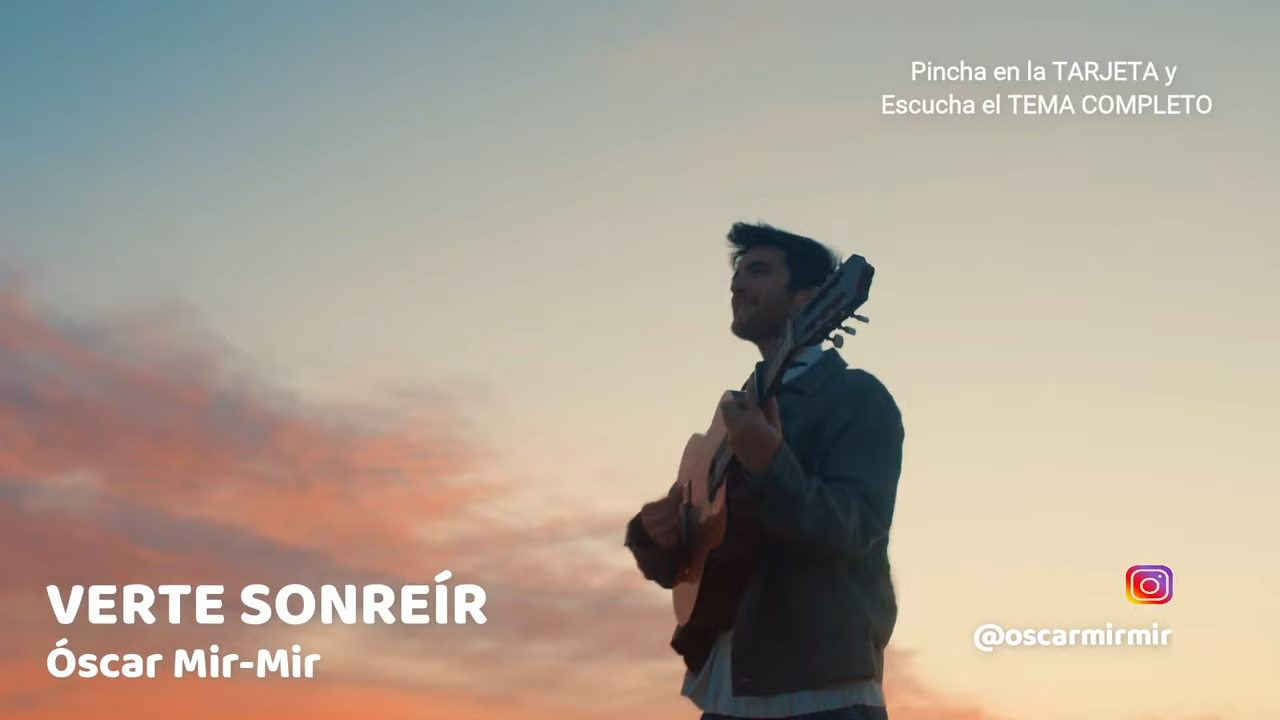 Pincha en la TARJETA y
Escucha el TEMA COMPLETO
VERTE SONREÍR
Óscar Mir-Mir
@oscarmirmir